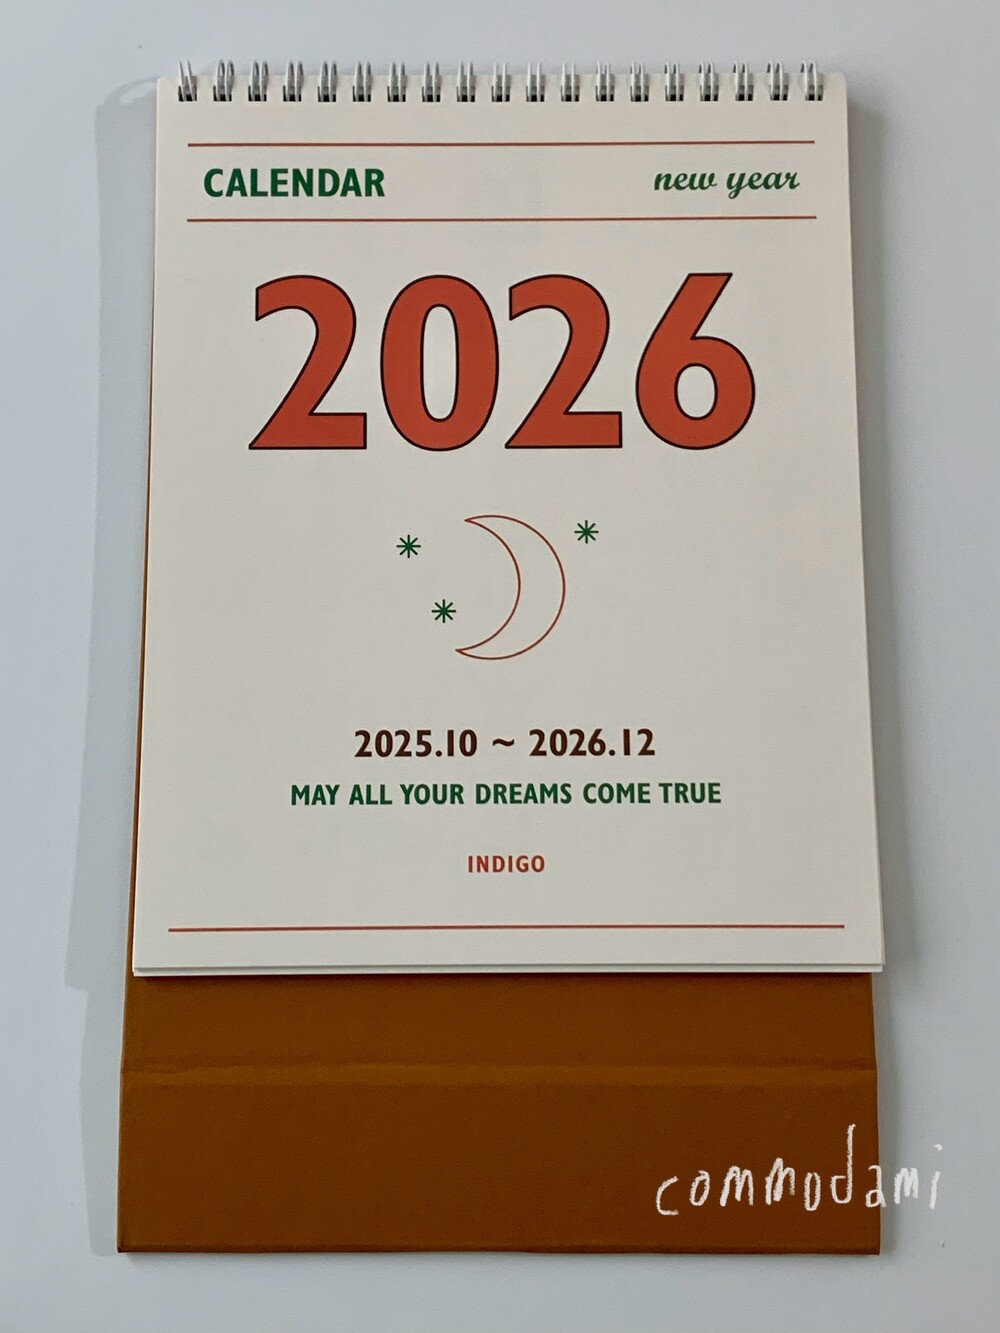 CALENDAR new year
2026
2025.10 ~ 2026.12
MAY ALL YOUR DREAMS COME TRUE
INDIGO
commodami